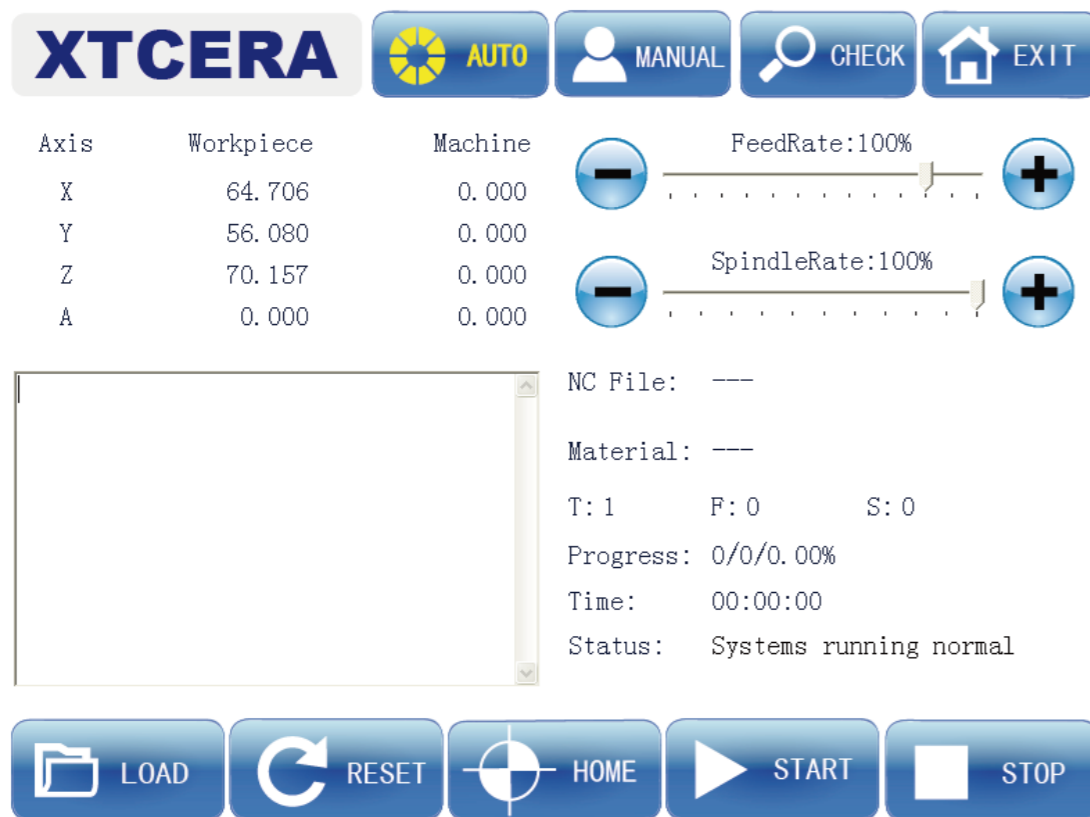 XTCERA AUTO MANUAL CHECK EXIT
Axis Workpiece Machine
X 64.706 0.000
Y 56.080 0.000
Z 70.157 0.000
A 0.000 0.000
FeedRate:100%
SpindleRate:100%
NC File: ---
Material: ---
T:1 F:0 S:0
Progress: 0/0/0.00%
Time: 00:00:00
Status: Systems running normal
LOAD RESET HOME START STOP